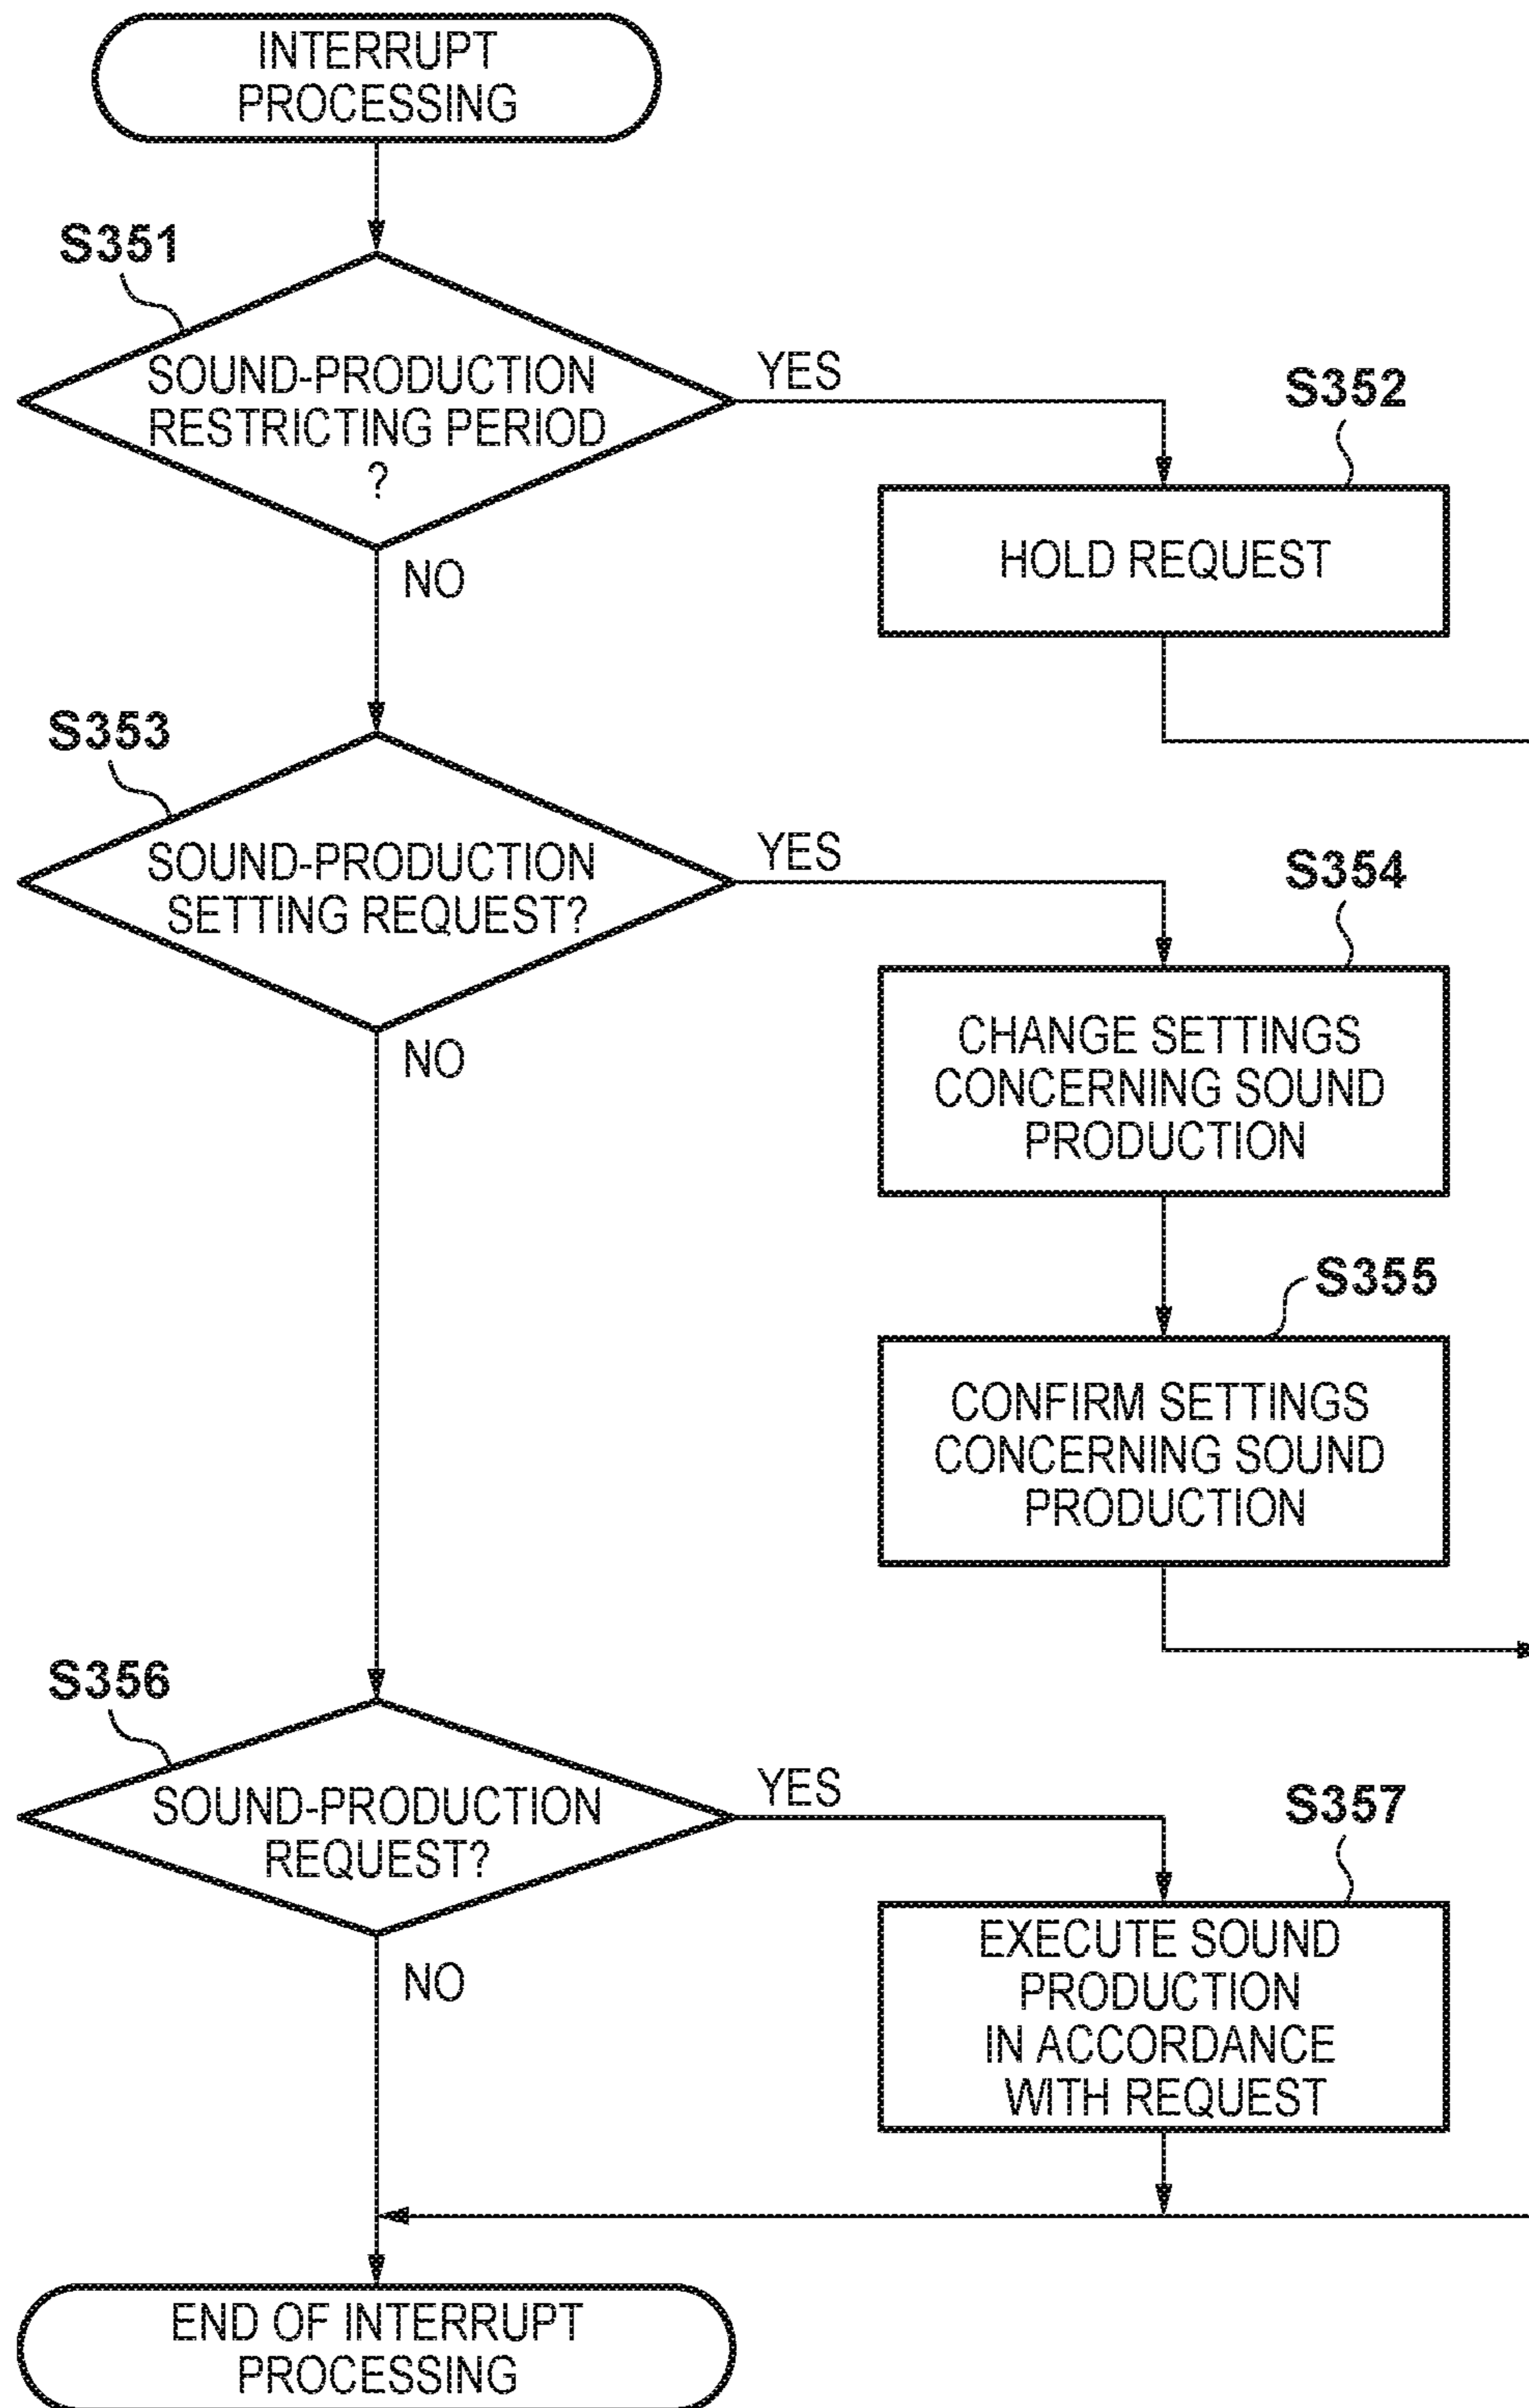 INTERRUPT
PROCESSING
S351
SOUND-PRODUCTION
RESTRICTING PERIOD
?
YES
NO
S352
HOLD REQUEST
S353
SOUND-PRODUCTION
SETTING REQUEST?
YES
NO
S354
CHANGE SETTINGS
CONCERNING SOUND
PRODUCTION
S355
CONFIRM SETTINGS
CONCERNING SOUND
PRODUCTION
S356
SOUND-PRODUCTION
REQUEST?
YES
NO
S357
EXECUTE SOUND
PRODUCTION
IN ACCORDANCE
WITH REQUEST
END OF INTERRUPT
PROCESSING